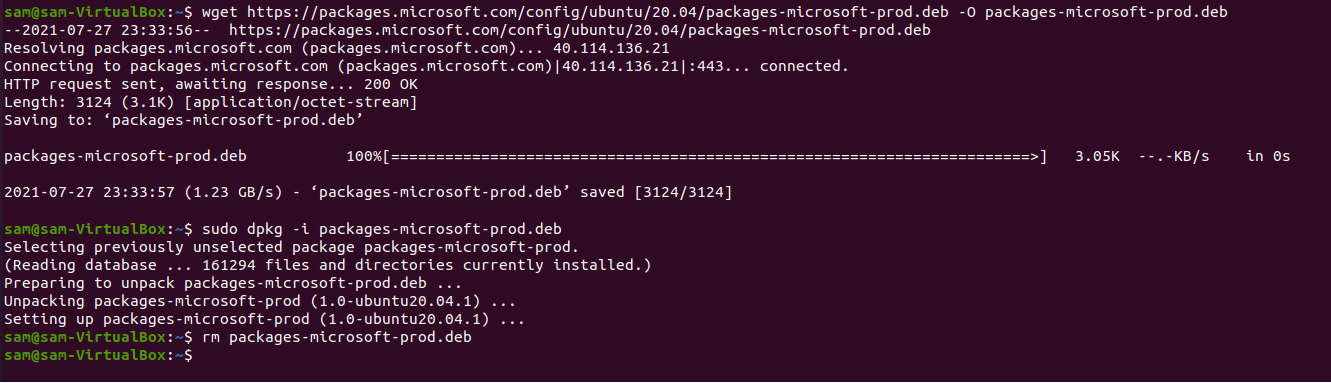 sam@sam-VirtualBox:~$ wget https://packages.microsoft.com/config/ubuntu/20.04/packages-microsoft-prod.deb -O packages-microsoft-prod.deb
--2021-07-27 23:33:56--  https://packages.microsoft.com/config/ubuntu/20.04/packages-microsoft-prod.deb
Resolving packages.microsoft.com (packages.microsoft.com)... 40.114.136.21
Connecting to packages.microsoft.com (packages.microsoft.com)|40.114.136.21|:443... connected.
HTTP request sent, awaiting response... 200 OK
Length: 3124 (3.1K) [application/octet-stream]
Saving to: ‘packages-microsoft-prod.deb’
packages-microsoft-prod.deb           100%[=======================================================================>]   3.05K  --.-KB/s    in 0s
2021-07-27 23:33:57 (1.23 GB/s) - ‘packages-microsoft-prod.deb’ saved [3124/3124]
sam@sam-VirtualBox:~$ sudo dpkg -i packages-microsoft-prod.deb
Selecting previously unselected package packages-microsoft-prod.
(Reading database ... 161294 files and directories currently installed.)
Preparing to unpack packages-microsoft-prod.deb ...
Unpacking packages-microsoft-prod (1.0-ubuntu20.04.1) ...
Setting up packages-microsoft-prod (1.0-ubuntu20.04.1) ...
sam@sam-VirtualBox:~$ rm packages-microsoft-prod.deb
sam@sam-VirtualBox:~$